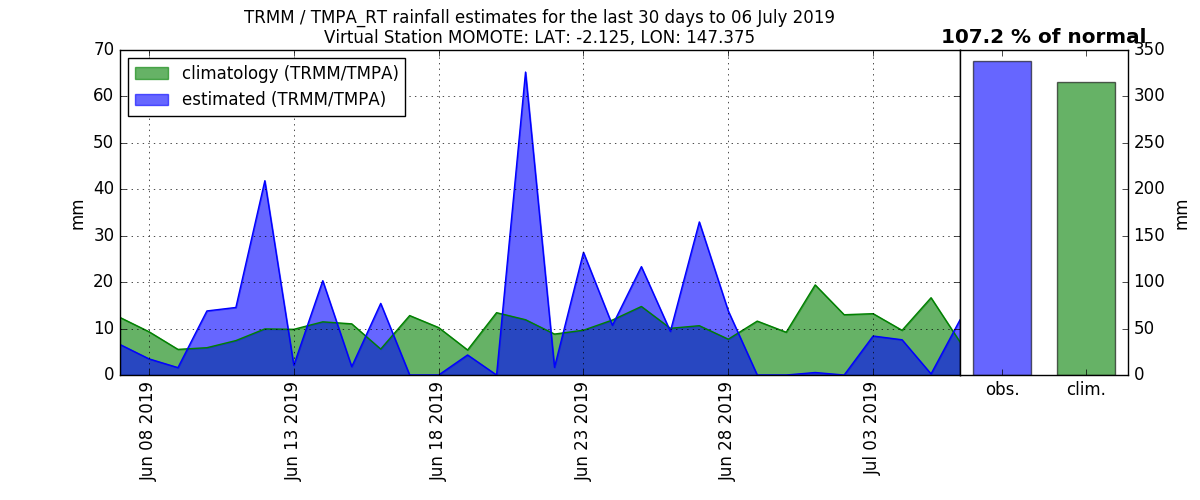 TRMM / TMPA_RT rainfall estimates for the last 30 days to 06 July 2019
Virtual Station MOMOTE: LAT: -2.125, LON: 147.375
107.2 % of normal
climatology (TRMM/TMPA)
estimated (TRMM/TMPA)
70
60
50
40
30
20
10
0
mm
Jun 08 2019
Jun 13 2019
Jun 18 2019
Jun 23 2019
Jun 28 2019
Jul 03 2019
obs.
clim.
350
300
250
200
150
100
50
0
mm